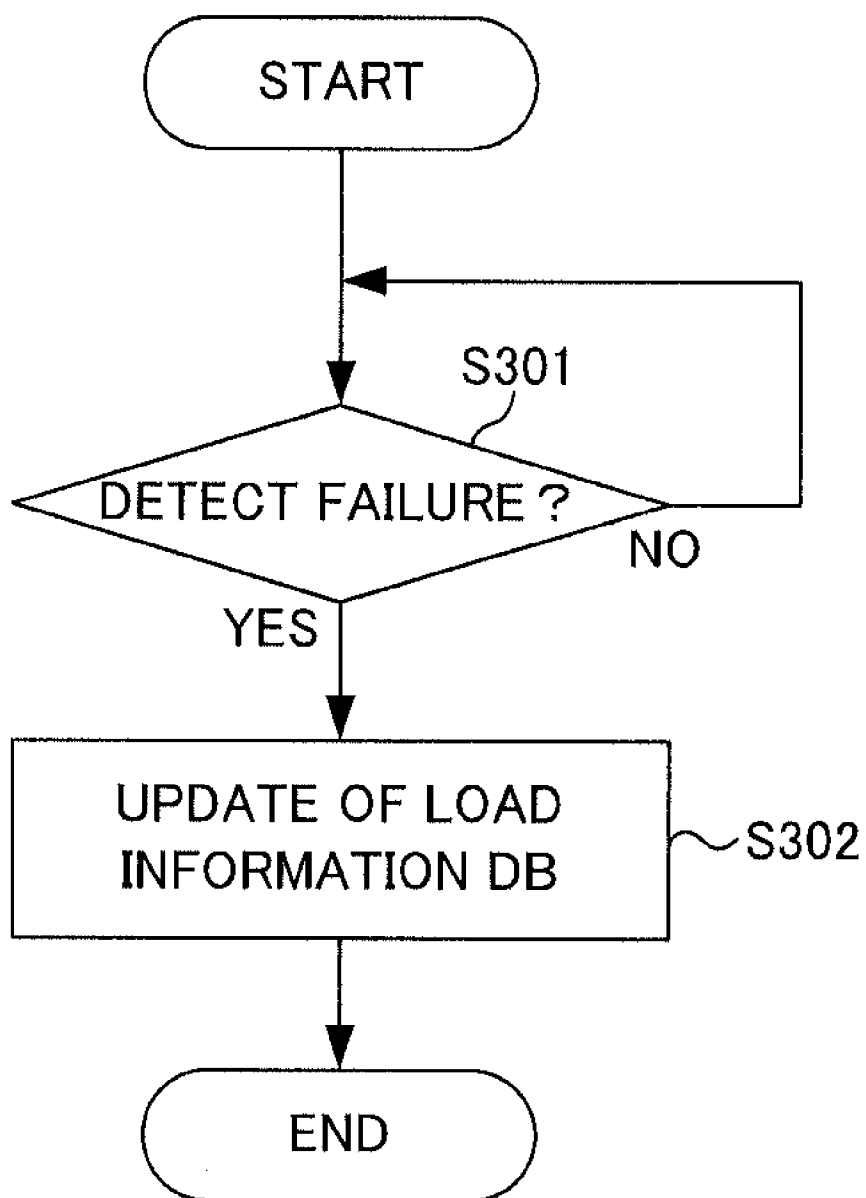 START
S301
DETECT FAILURE?
NO
YES
UPDATE OF LOAD
INFORMATION DB
S302
END